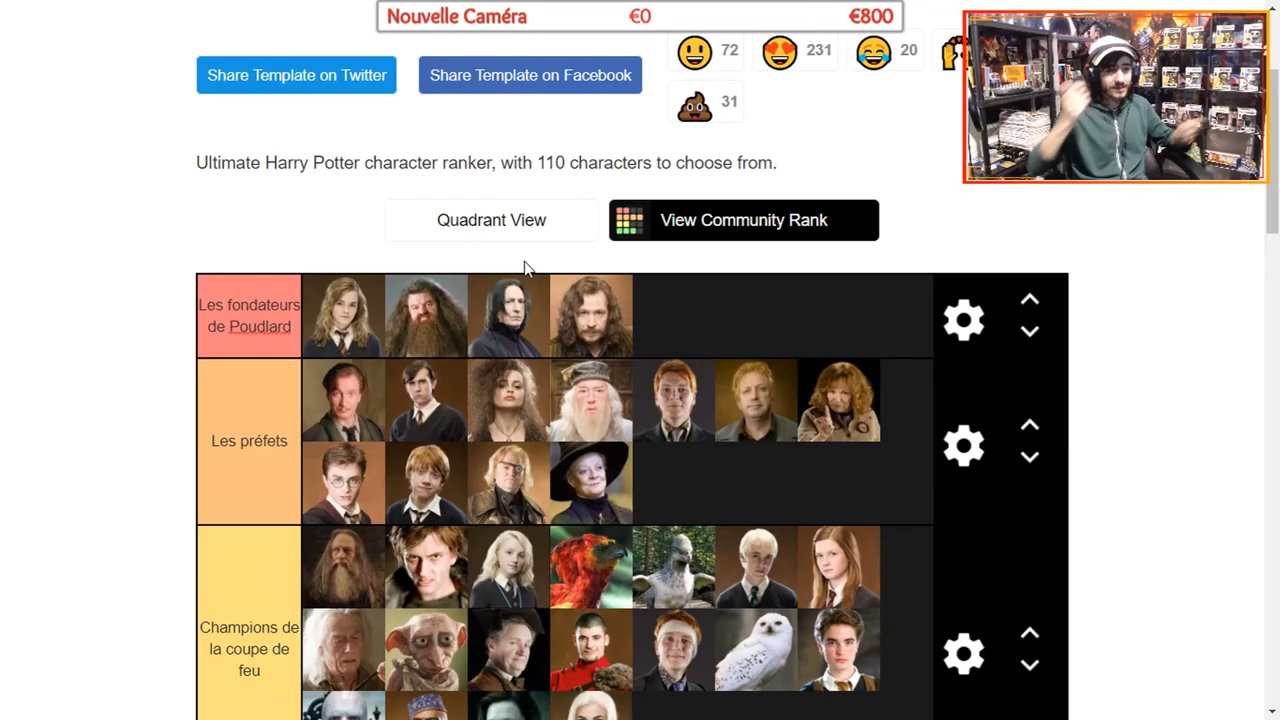 Nouvelle Caméra €0 €800
Share Template on Twitter
Share Template on Facebook
72
231
20
31
Ultimate Harry Potter character ranker, with 110 characters to choose from.
Quadrant View
View Community Rank
Les fondateurs
de Poudlard
Les préfets
Champions de
la coupe de
feu